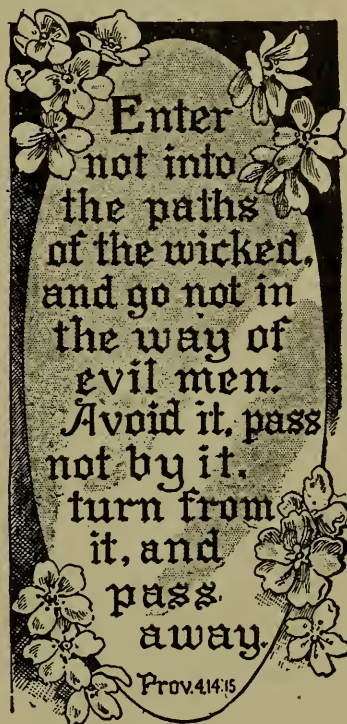 Enter
not into
the paths
of the wicked,
and go not in
the way of
evil men.
Avoid it, pass
not by it,
turn from
it, and
pass
away.
Prov. 4,14:15